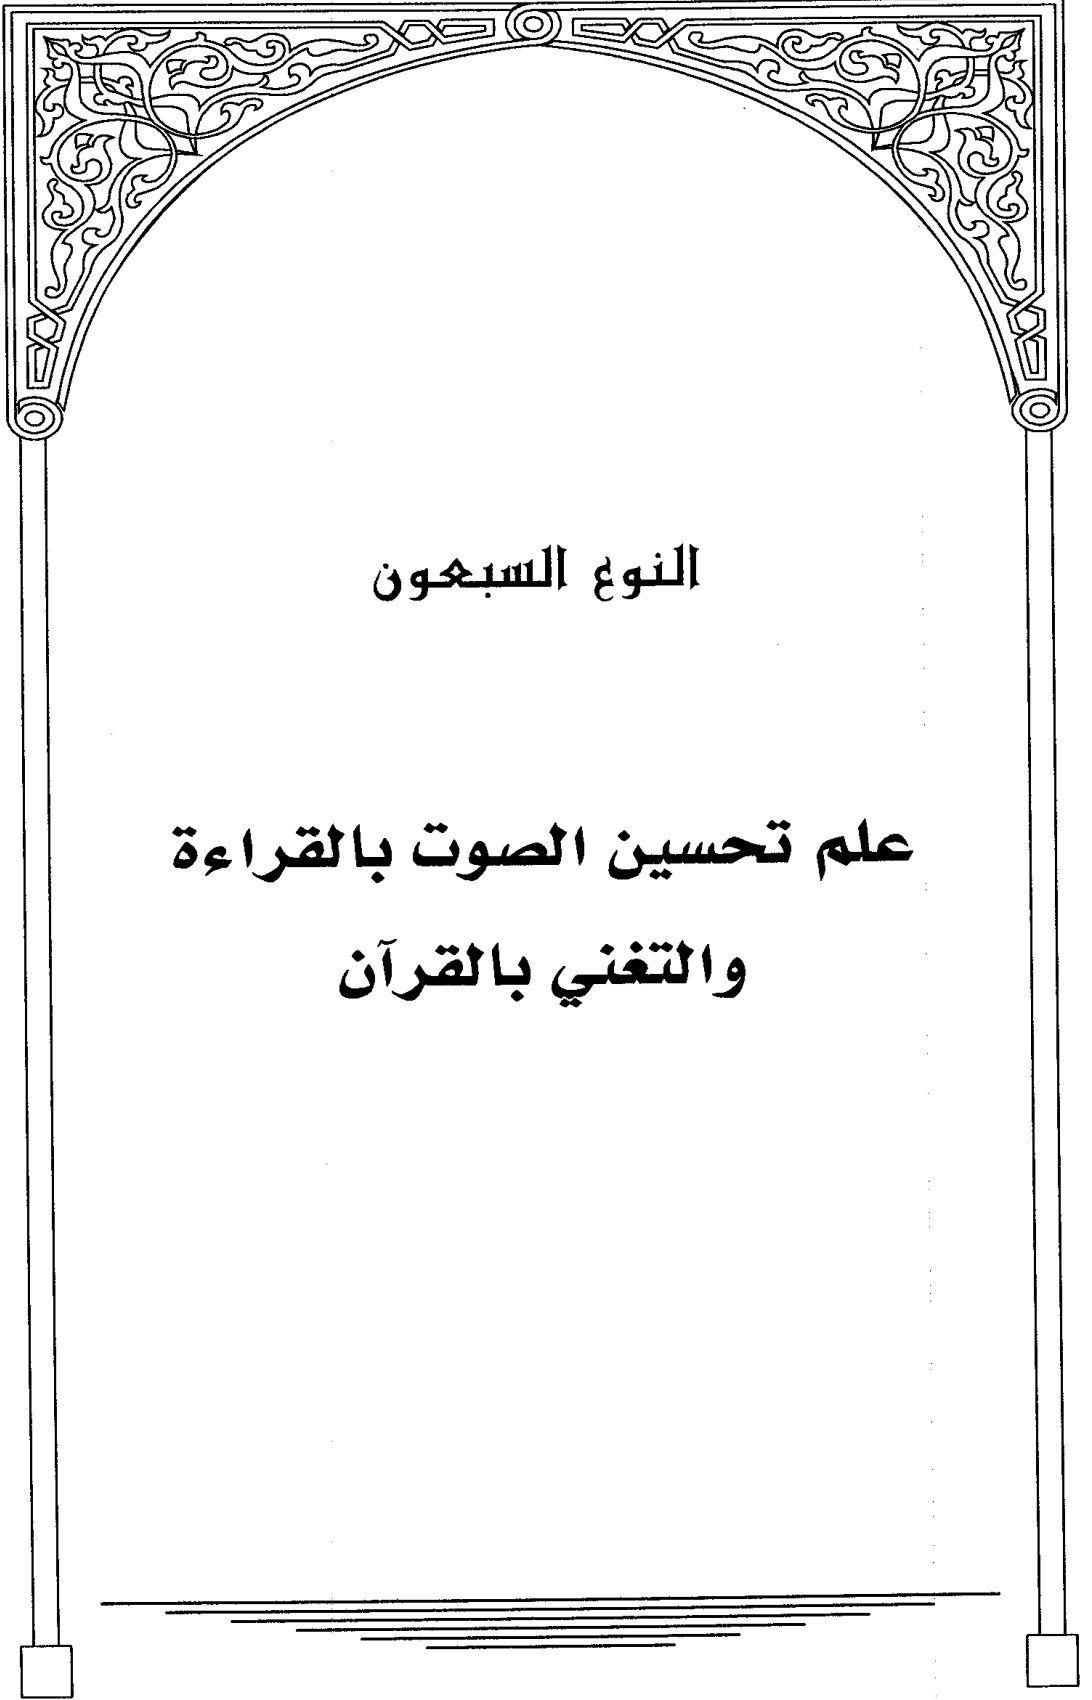 النوع السبعون
علم تحسين الصوت بالقراءة
والتغني بالقرآن